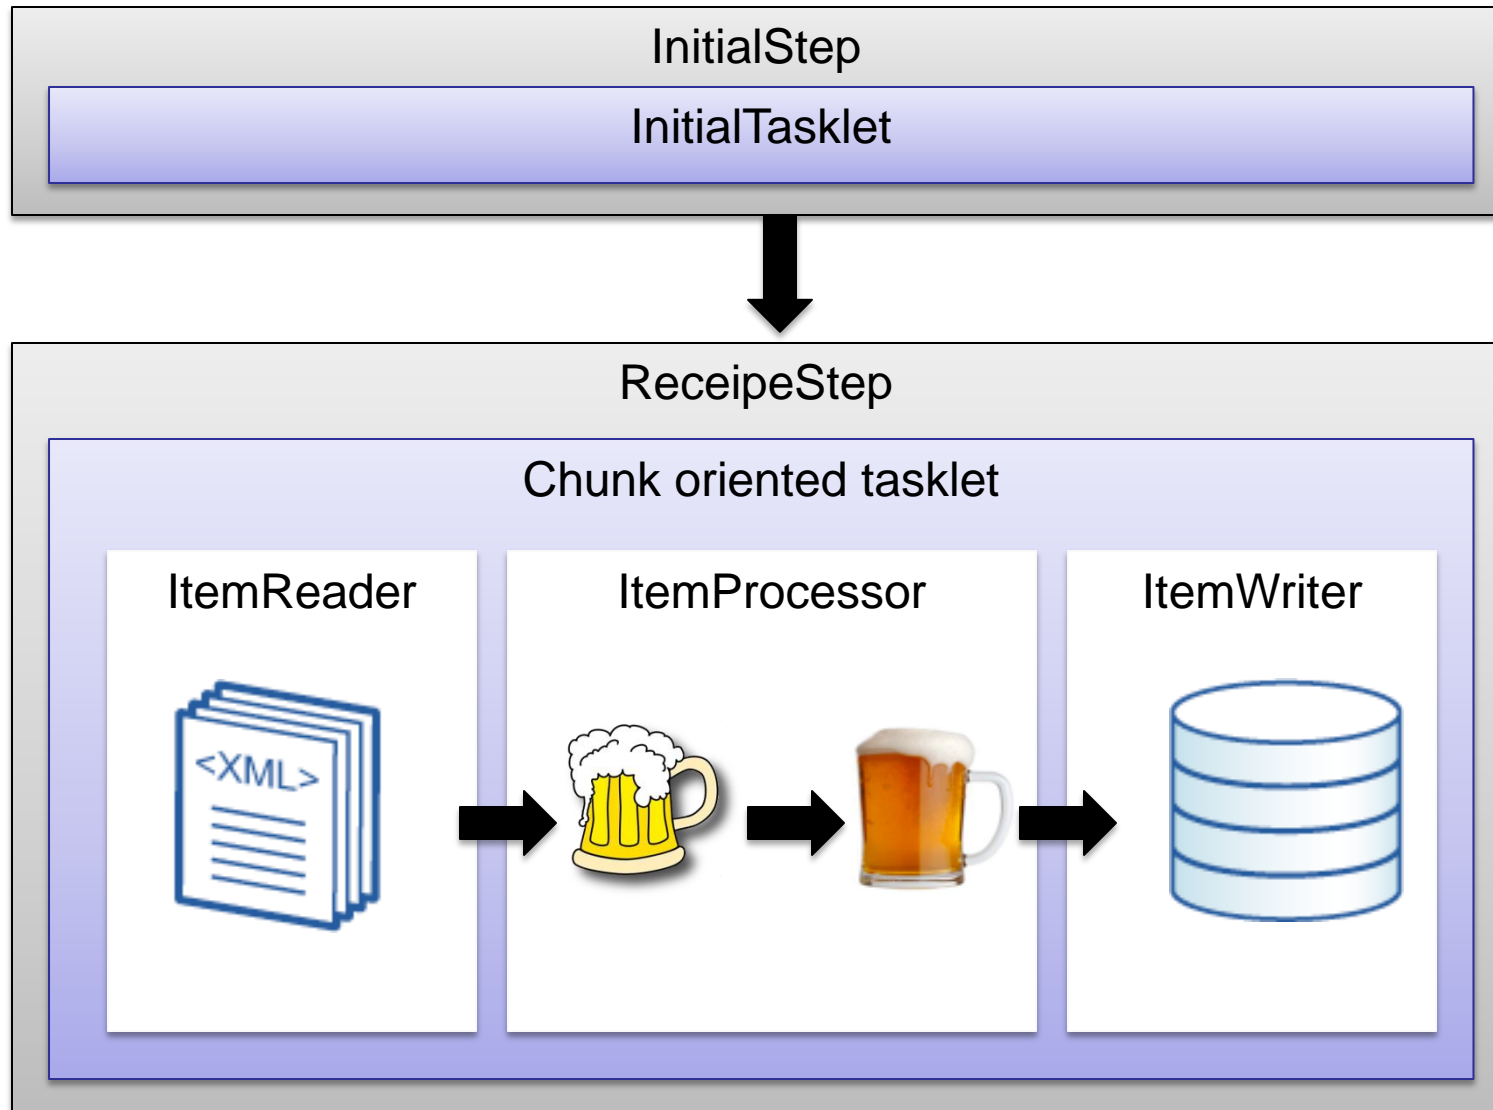 InitialStep
InitialTasklet
ReceipeStep
Chunk oriented tasklet
ItemReader
ItemProcessor
ItemWriter
<XML>